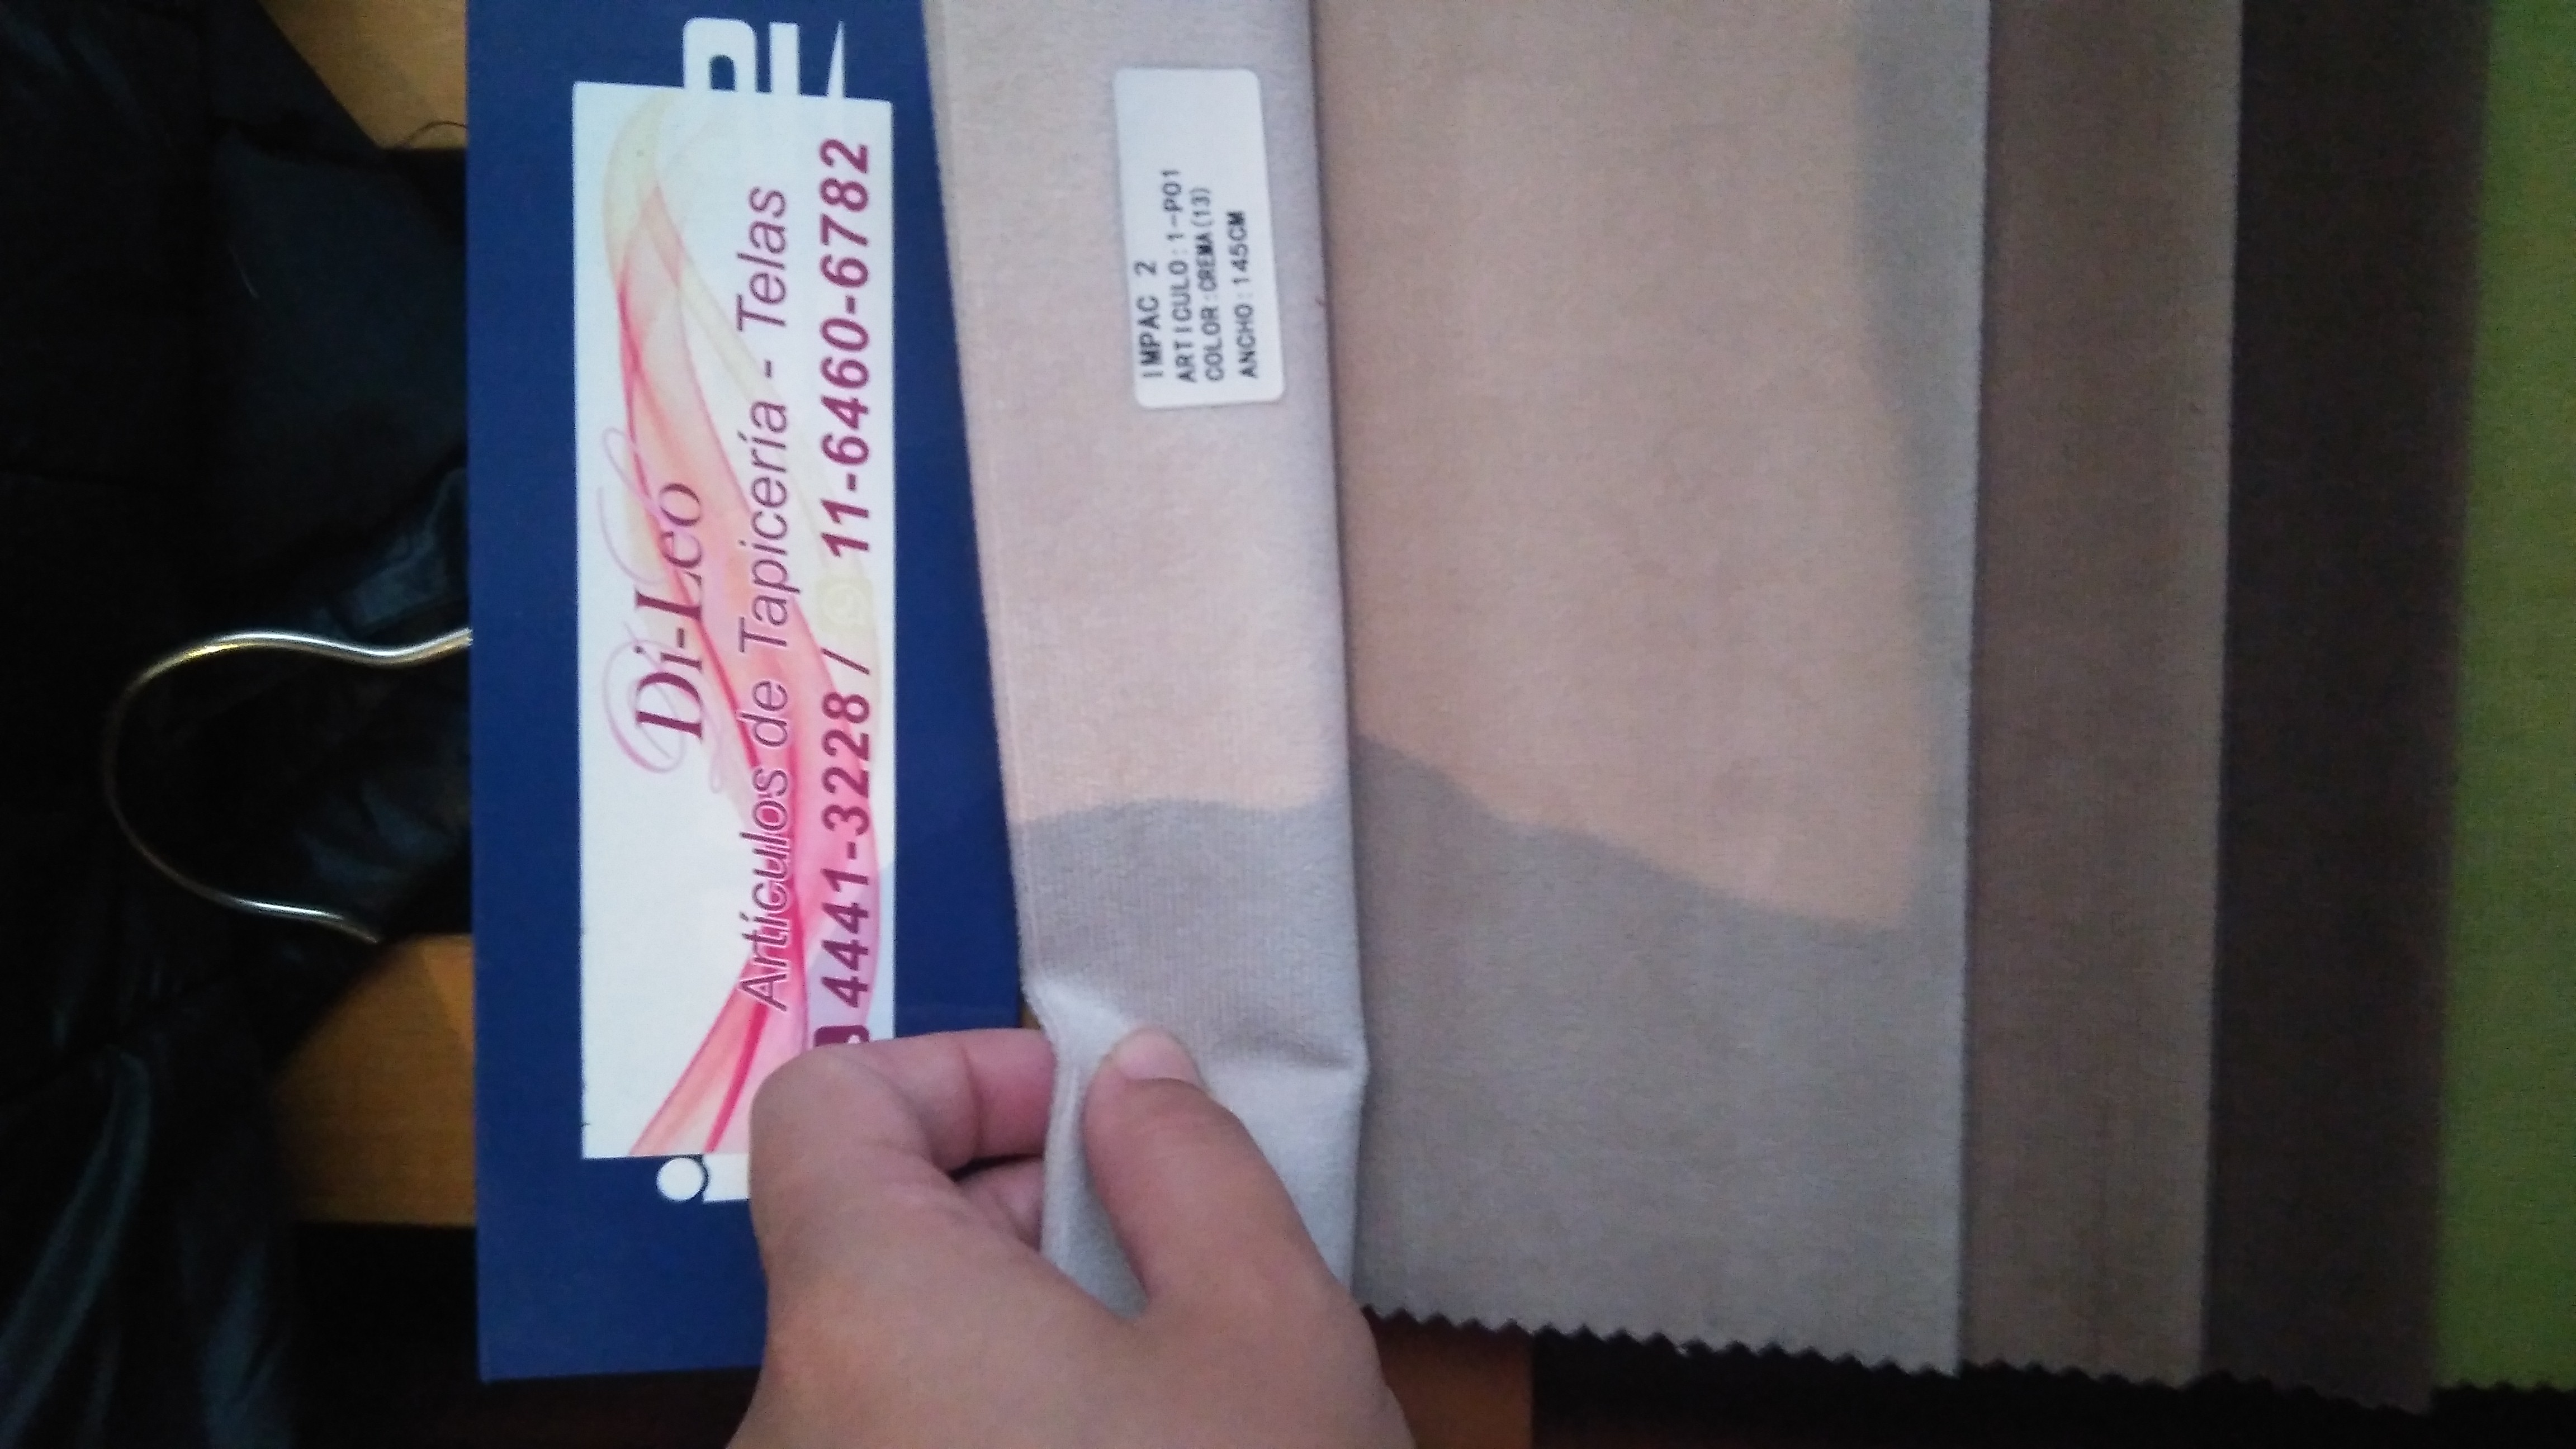 Di-Leo
Artículos de Tapicería - Telas
4441-3228 / 11-6460-6782
IMPAC 2
ARTICULO:1-P01
COLOR:CREMA(13)
ANCHO:145CM